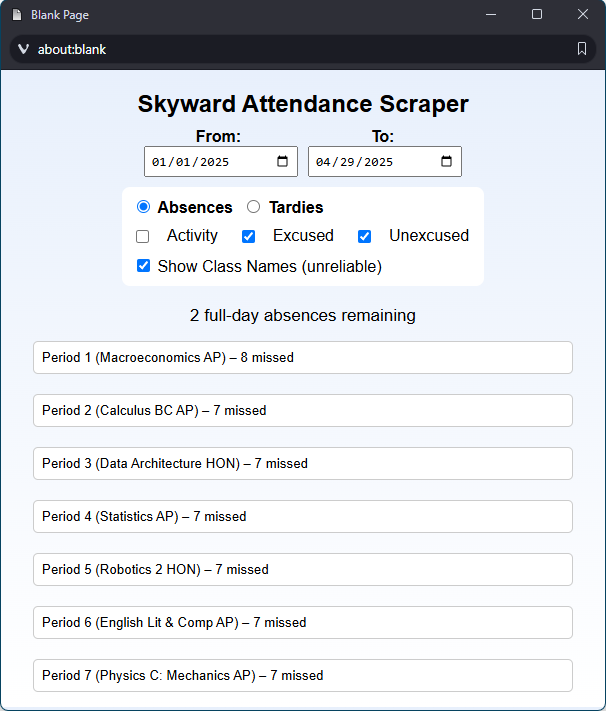 Blank Page
about:blank
Skyward Attendance Scraper
From: To:
01/01/2025 04/29/2025
Absences Tardies
Activity Excused Unexcused
Show Class Names (unreliable)
2 full-day absences remaining
Period 1 (Macroeconomics AP) – 8 missed
Period 2 (Calculus BC AP) – 7 missed
Period 3 (Data Architecture HON) – 7 missed
Period 4 (Statistics AP) – 7 missed
Period 5 (Robotics 2 HON) – 7 missed
Period 6 (English Lit & Comp AP) – 7 missed
Period 7 (Physics C: Mechanics AP) – 7 missed